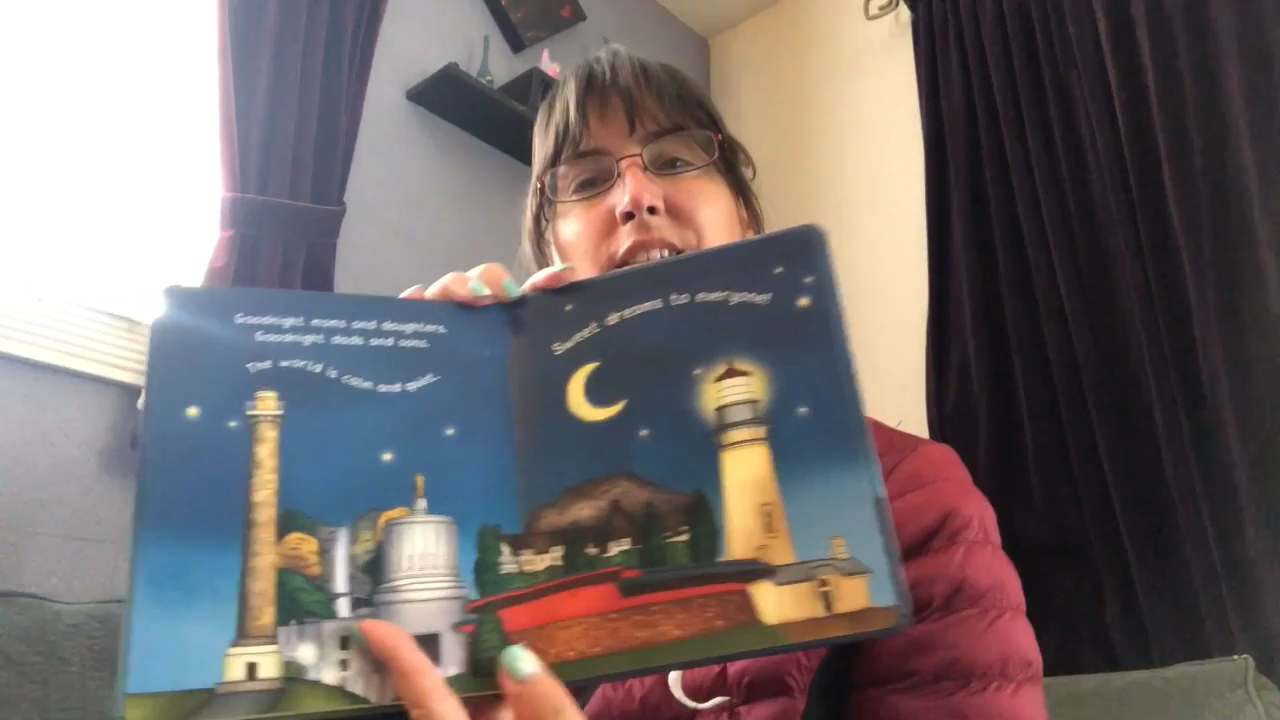 Goodnight moms and daughters.
Goodnight dads and sons.
The world is calm and quiet.
Sweet dreams to everyone!